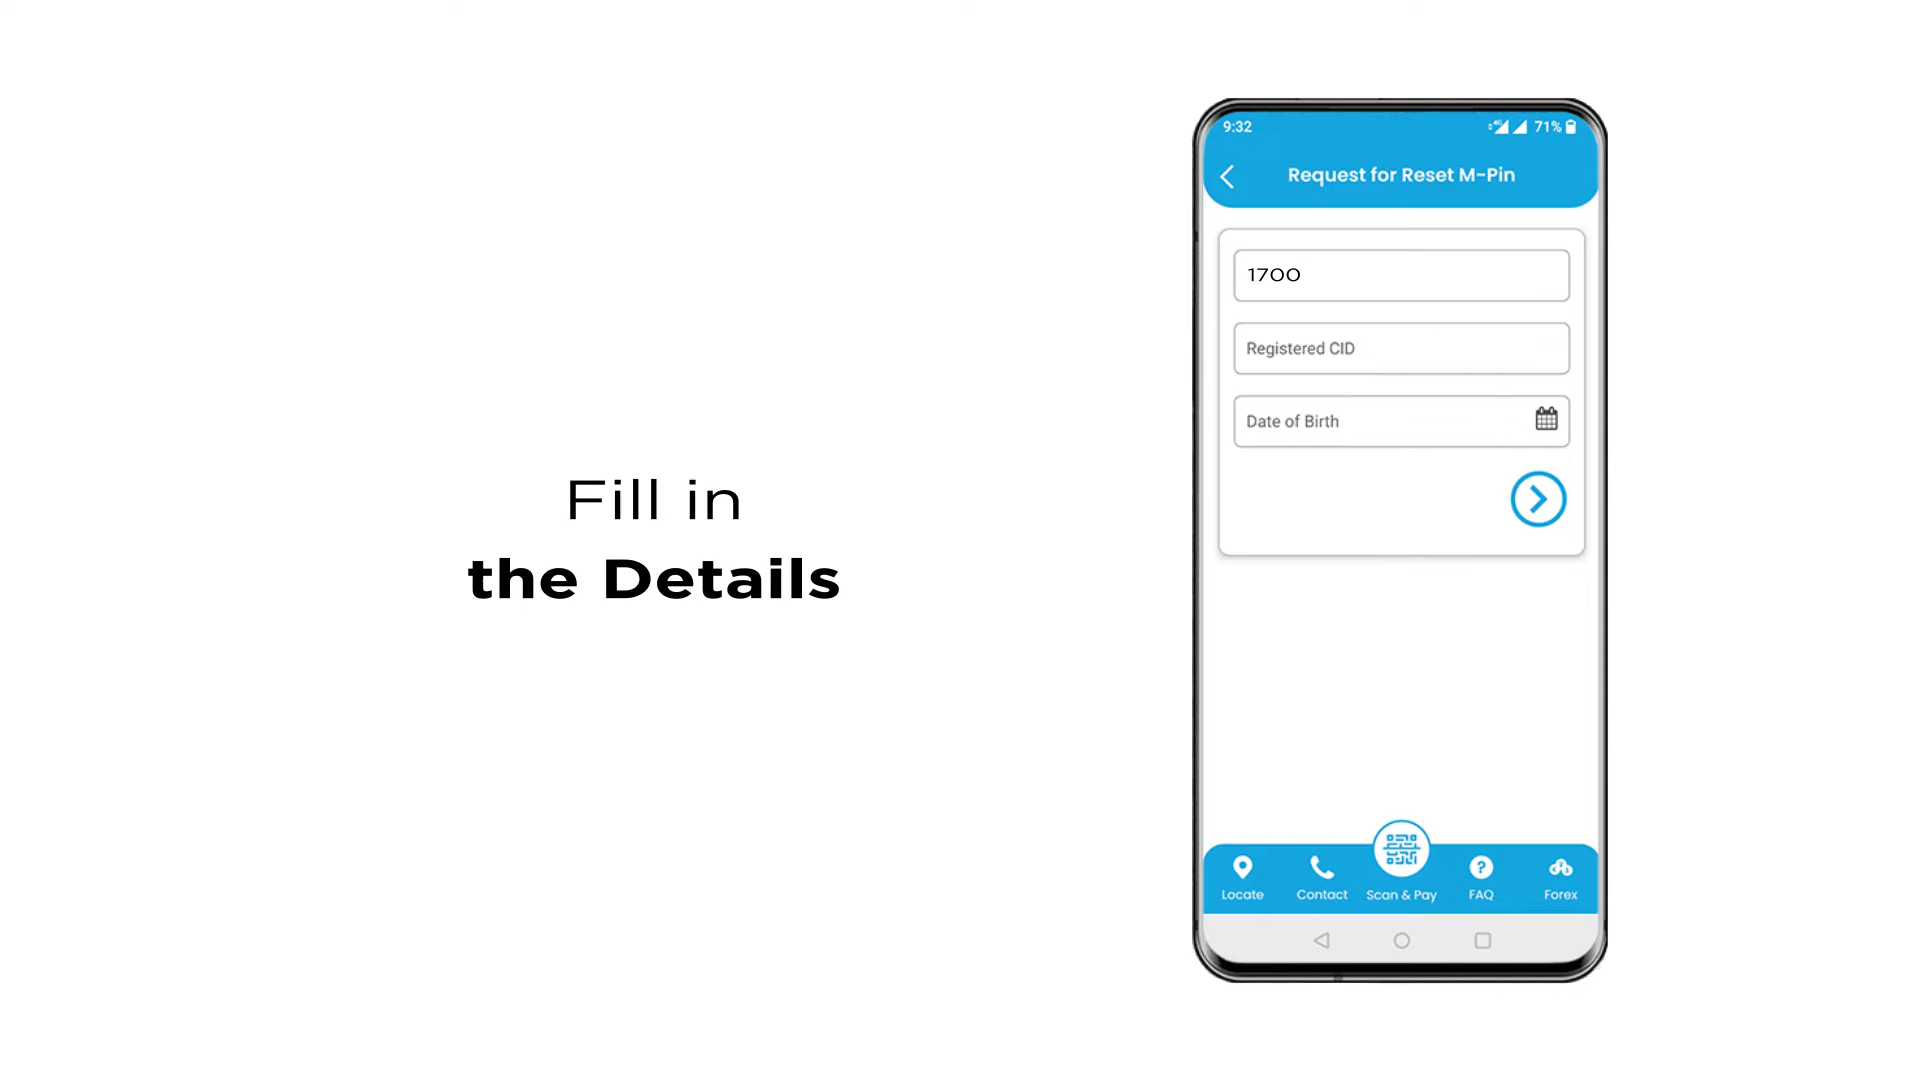 Fill in
the Details
9:32
4G
71%
Request for Reset M-Pin
1700
Registered CID
Date of Birth
Locate
Contact
Scan & Pay
FAQ
Forex